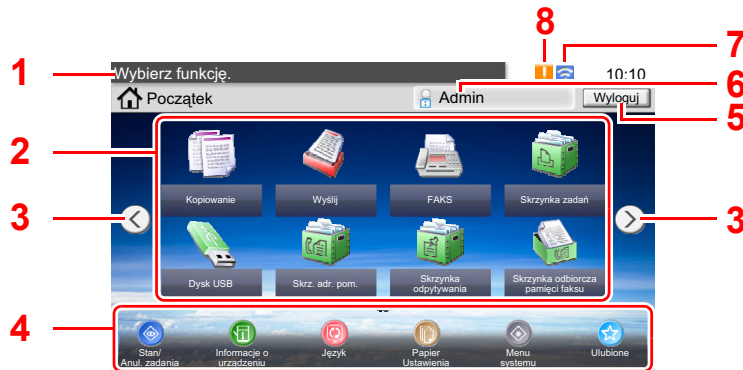 8
7
1
Wybierz funkcję.
10:10
6
Początek
Admin
Wyloguj
5
2
Kopiowanie
Wyślij
FAKS
Skrzynka zadań
3
3
Dysk USB
Skrz. adr. pom.
Skrzynka
odpytywania
Skrzynka odbiorcza
pamięci faksu
4
Stan/
Anul. zadania
Informacje o
urządzeniu
Język
Papier
Ustawienia
Menu
systemu
Ulubione